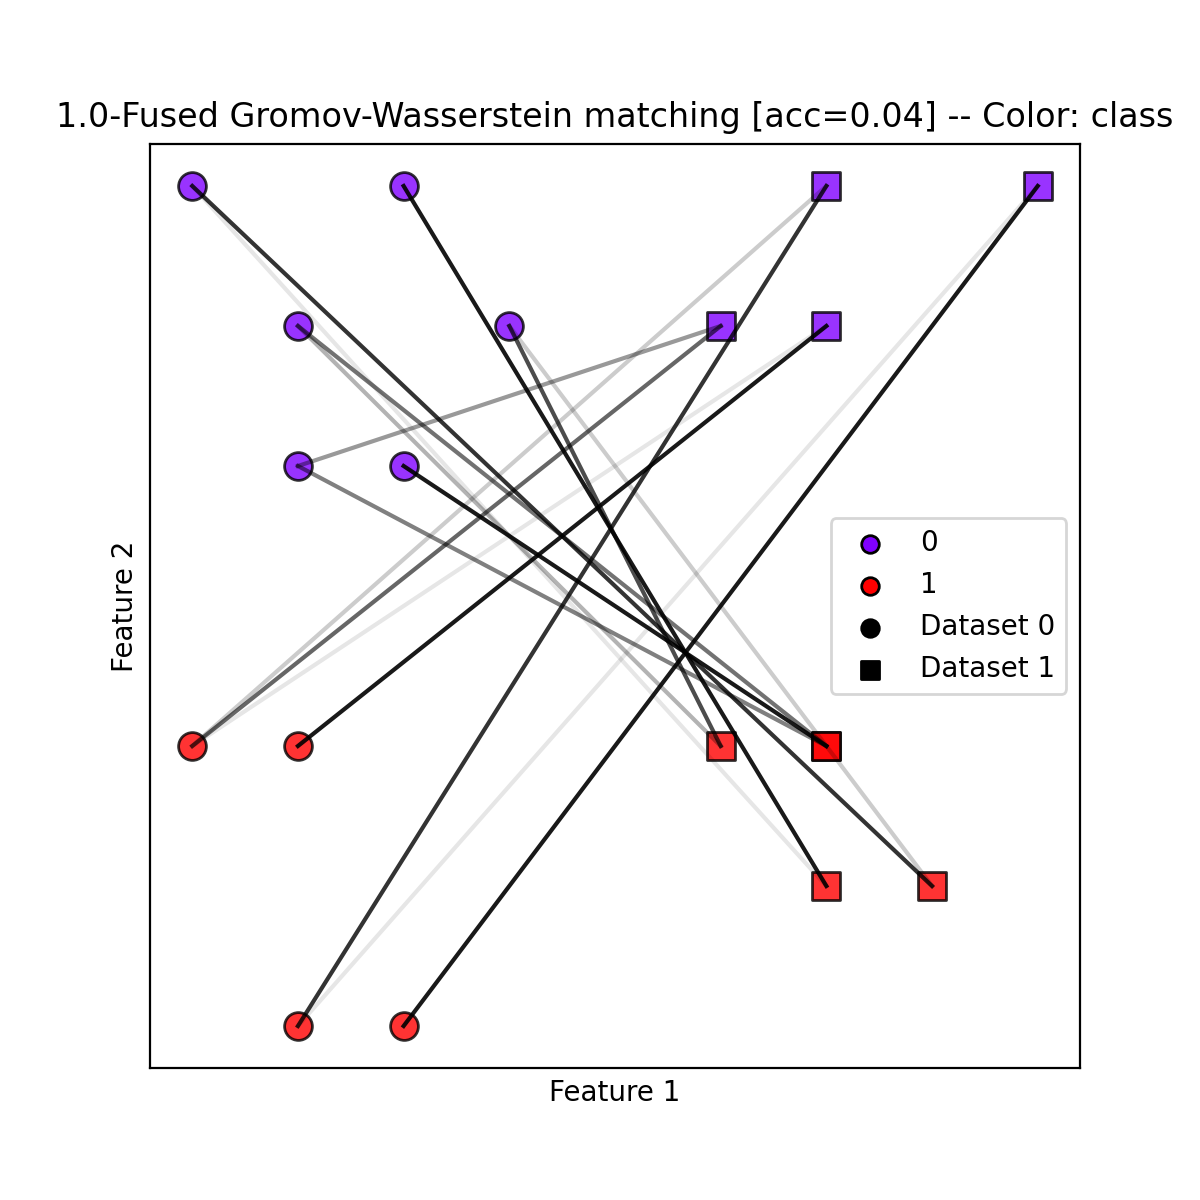 1.0-Fused Gromov-Wasserstein matching [acc=0.04] -- Color: class
Feature 2
0
1
Dataset 0
Dataset 1
Feature 1